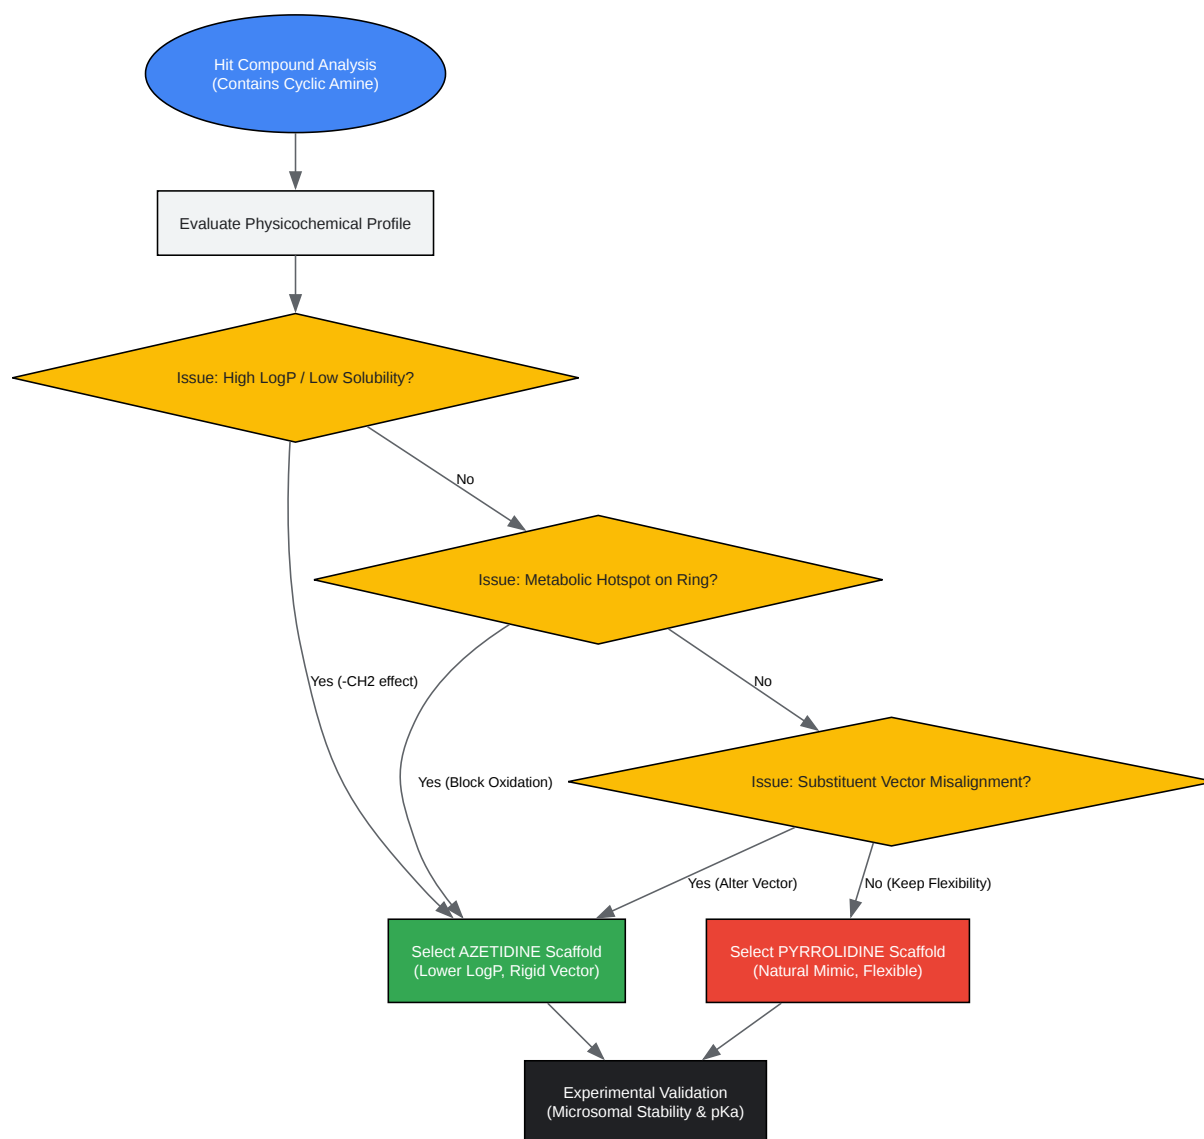 Hit Compound Analysis
(Contains Cyclic Amine)
Evaluate Physicochemical Profile
Issue: High LogP / Low Solubility?
No
Issue: Metabolic Hotspot on Ring?
Yes (-CH2 effect)
No
Yes (Block Oxidation)
Issue: Substituent Vector Misalignment?
Yes (Alter Vector)
No (Keep Flexibility)
Select AZETIDINE Scaffold
(Lower LogP, Rigid Vector)
Select PYRROLIDINE Scaffold
(Natural Mimic, Flexible)
Experimental Validation
(Microsomal Stability & pKa)